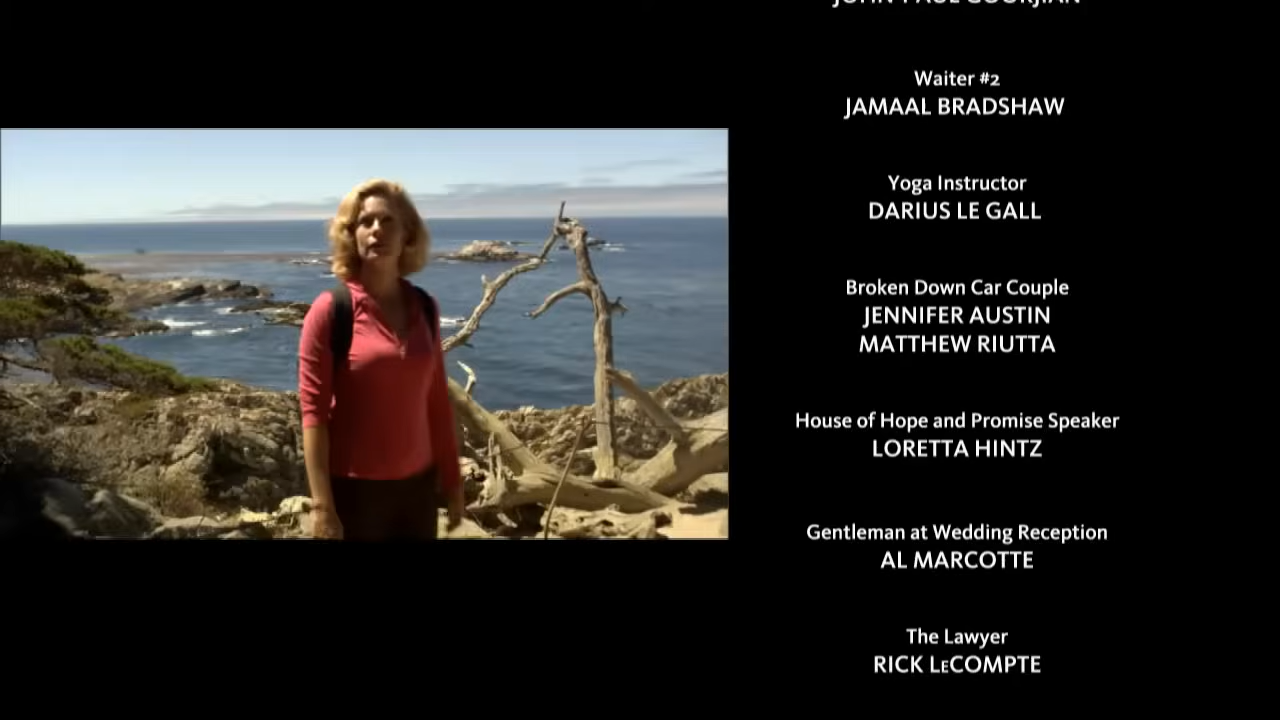 Waiter #2
JAMAAL BRADSHAW
Yoga Instructor
DARIUS LE GALL
Broken Down Car Couple
JENNIFER AUSTIN
MATTHEW RIUTTA
House of Hope and Promise Speaker
LORETTA HINTZ
Gentleman at Wedding Reception
AL MARCOTTE
The Lawyer
RICK LeCOMPTE